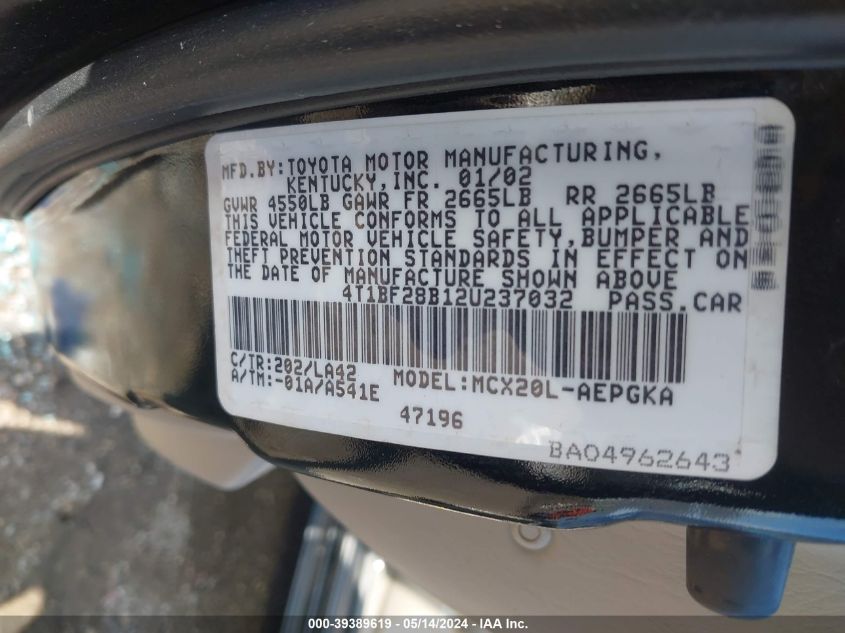 MFD.BY:TOYOTA MOTOR MANUFACTURING,
KENTUCKY,INC. 01/02
GVWR 4550LB GAWR FR 2665LB RR 2665LB
THIS VEHICLE CONFORMS TO ALL APPLICABLE
FEDERAL MOTOR VEHICLE SAFETY,BUMPER AND
THEFT PREVENTION STANDARDS IN EFFECT ON
THE DATE OF MANUFACTURE SHOWN ABOVE
4T1BF28B12U237032 PASS.CAR
C/TR:202/LA42
A/TM:-01A/A541E MODEL:MCX20L-AEPGKA
47196
BA04962643
000-39389619 - 05/14/2024 - IAA Inc.